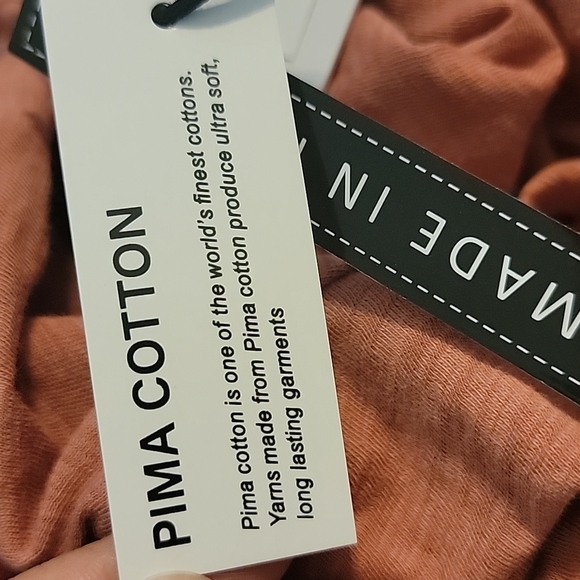 PIMA COTTON
Pima cotton is one of the world's finest cottons.
Yarns made from Pima cotton produce ultra soft,
long lasting garments
MADE IN